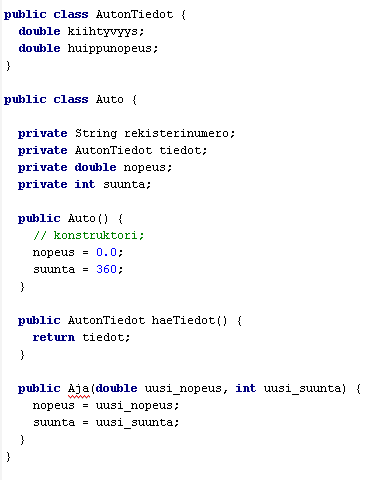 public class AutonTiedot {
  double kiihtyvyys;
  double huippunopeus;
}
public class Auto {
  private String rekisterinumero;
  private AutonTiedot tiedot;
  private double nopeus;
  private int suunta;
  public Auto() {
    // konstruktori;
    nopeus = 0.0;
    suunta = 360;
  }
  public AutonTiedot haeTiedot() {
    return tiedot;
  }
  public Aja(double uusi_nopeus, int uusi_suunta) {
    nopeus = uusi_nopeus;
    suunta = uusi_suunta;
  }
}